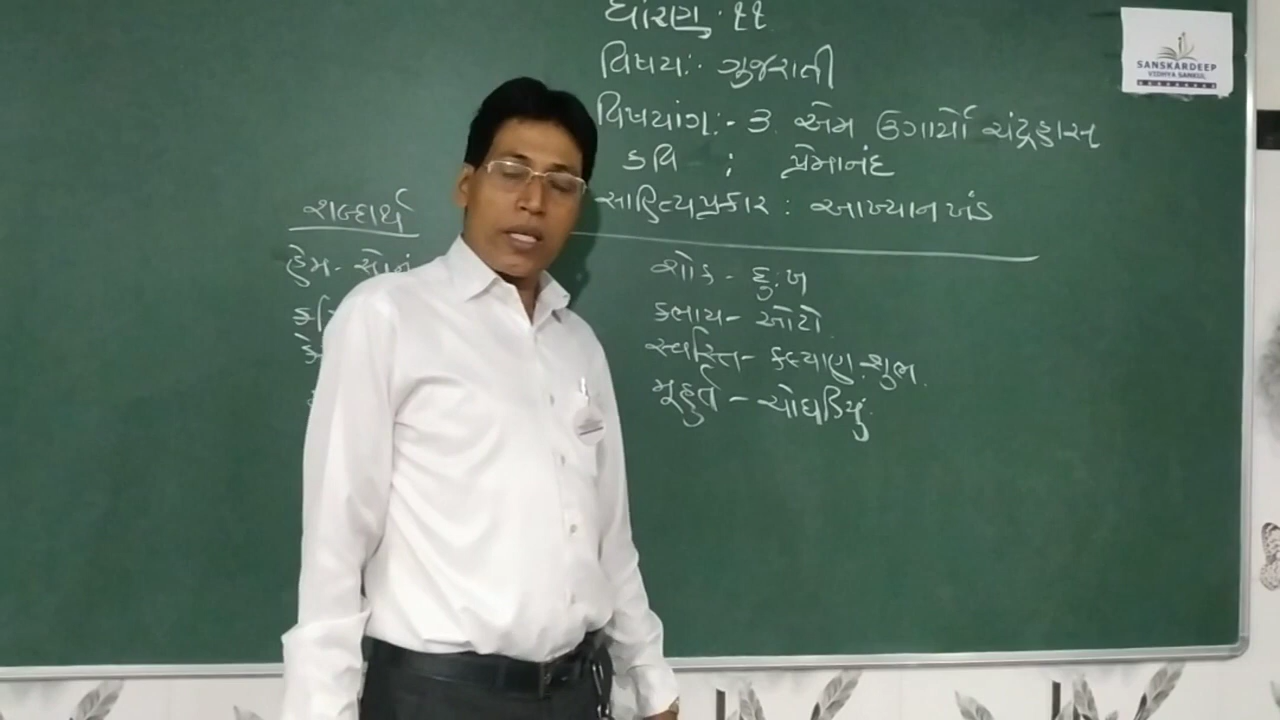 ધોરણ : ૧૧
વિષય :- ગુજરાતી
વિષયાંગ :- ૩. એમ ઉગાર્યો ચંદ્રહાસ
કવિ : પ્રેમાનંદ
સાહિત્યપ્રકાર : આખ્યાનખંડ
શબ્દાર્થ
હેમ - સોનું
શોક - દુ:ખ
કલાય - ઓટો
સ્વસ્તિ - કલ્યાણ, શુભ
મૂહુર્ત - ચોઘડિયું
SANSKARDEEP
VIDHYA SANKUL